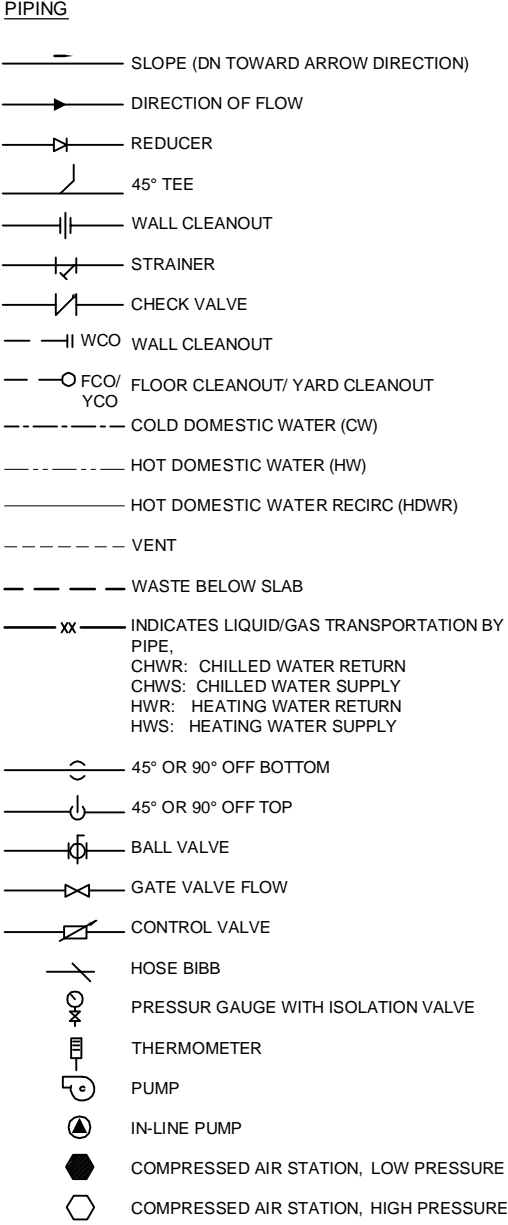 PIPING
SLOPE (DN TOWARD ARROW DIRECTION)
DIRECTION OF FLOW
REDUCER
45° TEE
WALL CLEANOUT
STRAINER
CHECK VALVE
WCO WALL CLEANOUT
FCO/ FLOOR CLEANOUT/ YARD CLEANOUT
YCO
COLD DOMESTIC WATER (CW)
HOT DOMESTIC WATER (HW)
HOT DOMESTIC WATER RECIRC (HDWR)
VENT
WASTE BELOW SLAB
XX INDICATES LIQUID/GAS TRANSPORTATION BY
PIPE,
CHWR: CHILLED WATER RETURN
CHWS: CHILLED WATER SUPPLY
HWR: HEATING WATER RETURN
HWS: HEATING WATER SUPPLY
45° OR 90° OFF BOTTOM
45° OR 90° OFF TOP
BALL VALVE
GATE VALVE FLOW
CONTROL VALVE
HOSE BIBB
PRESSUR GAUGE WITH ISOLATION VALVE
THERMOMETER
C PUMP
IN-LINE PUMP
COMPRESSED AIR STATION, LOW PRESSURE
COMPRESSED AIR STATION, HIGH PRESSURE